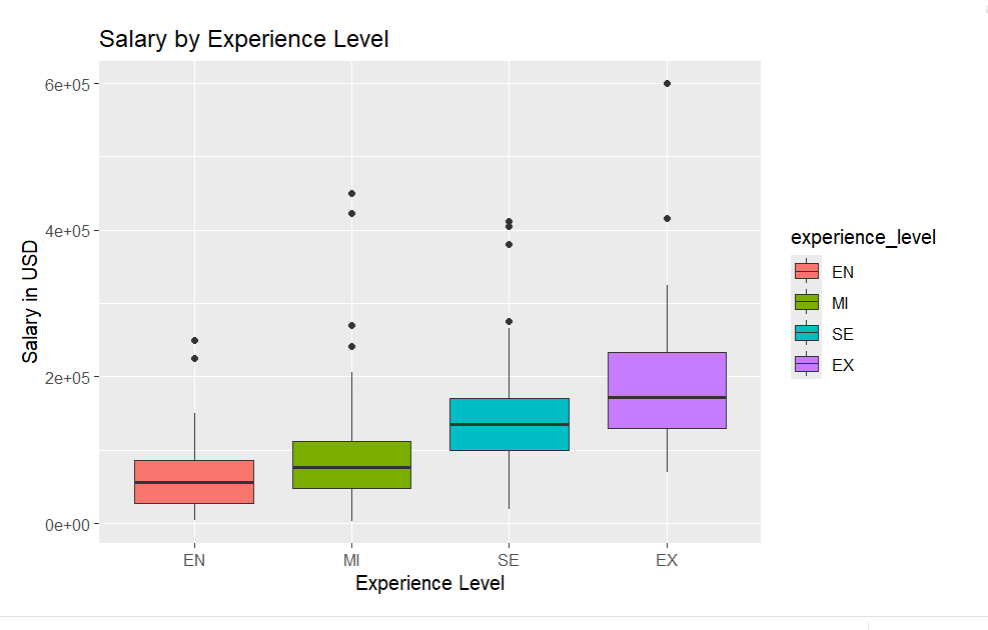 Salary by Experience Level
6e+05
4e+05
2e+05
0e+00
Salary in USD
EN MI SE EX
Experience Level
experience_level
EN
MI
SE
EX